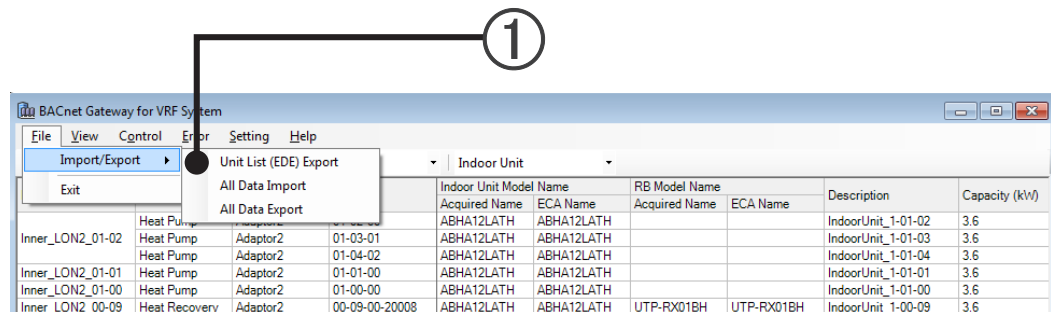 ①
BACnet Gateway for VRF System
File View Control Error Setting Help
Import/Export Unit List (EDE) Export Indoor Unit
Exit All Data Import
All Data Export
Indoor Unit Model Name RB Model Name Description Capacity (kW)
Acquired Name ECA Name Acquired Name ECA Name
Heat Pump Adaptor2 01-02-00 ABHA12LATH ABHA12LATH IndoorUnit_1-01-02 3.6
Inner_LON2_01-02 Heat Pump Adaptor2 01-03-01 ABHA12LATH ABHA12LATH IndoorUnit_1-01-03 3.6
Heat Pump Adaptor2 01-04-02 ABHA12LATH ABHA12LATH IndoorUnit_1-01-04 3.6
Inner_LON2_01-01 Heat Pump Adaptor2 01-01-00 ABHA12LATH ABHA12LATH IndoorUnit_1-01-01 3.6
Inner_LON2_01-00 Heat Pump Adaptor2 01-00-00 ABHA12LATH ABHA12LATH IndoorUnit_1-01-00 3.6
Inner_LON2_00-09 Heat Recovery Adaptor2 00-09-00-20008 ABHA12LATH ABHA12LATH UTP-RX01BH UTP-RX01BH IndoorUnit_1-00-09 3.6